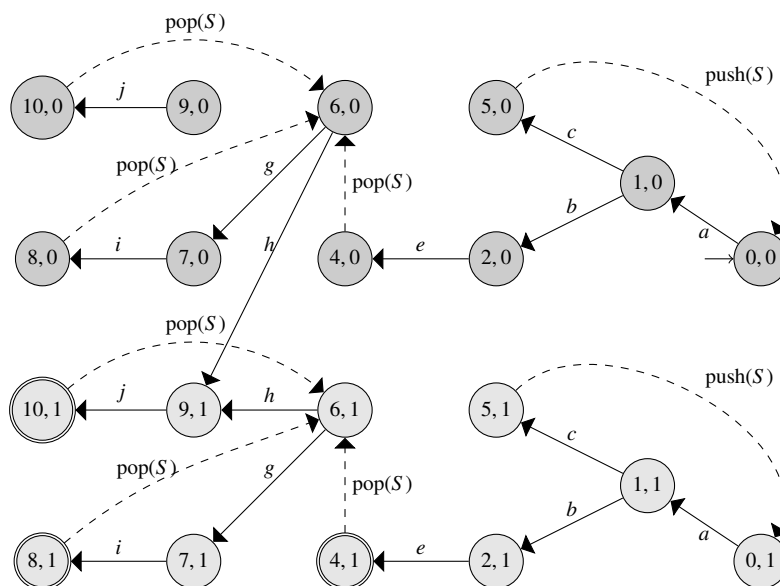 pop(S)
push(S)
10, 0
j
9, 0
6, 0
5, 0
c
pop(S)
g
pop(S)
1, 0
b
a
h
8, 0
i
7, 0
4, 0
e
2, 0
0, 0
pop(S)
push(S)
10, 1
j
9, 1
h
6, 1
5, 1
c
pop(S)
g
pop(S)
1, 1
b
a
8, 1
i
7, 1
4, 1
e
2, 1
0, 1